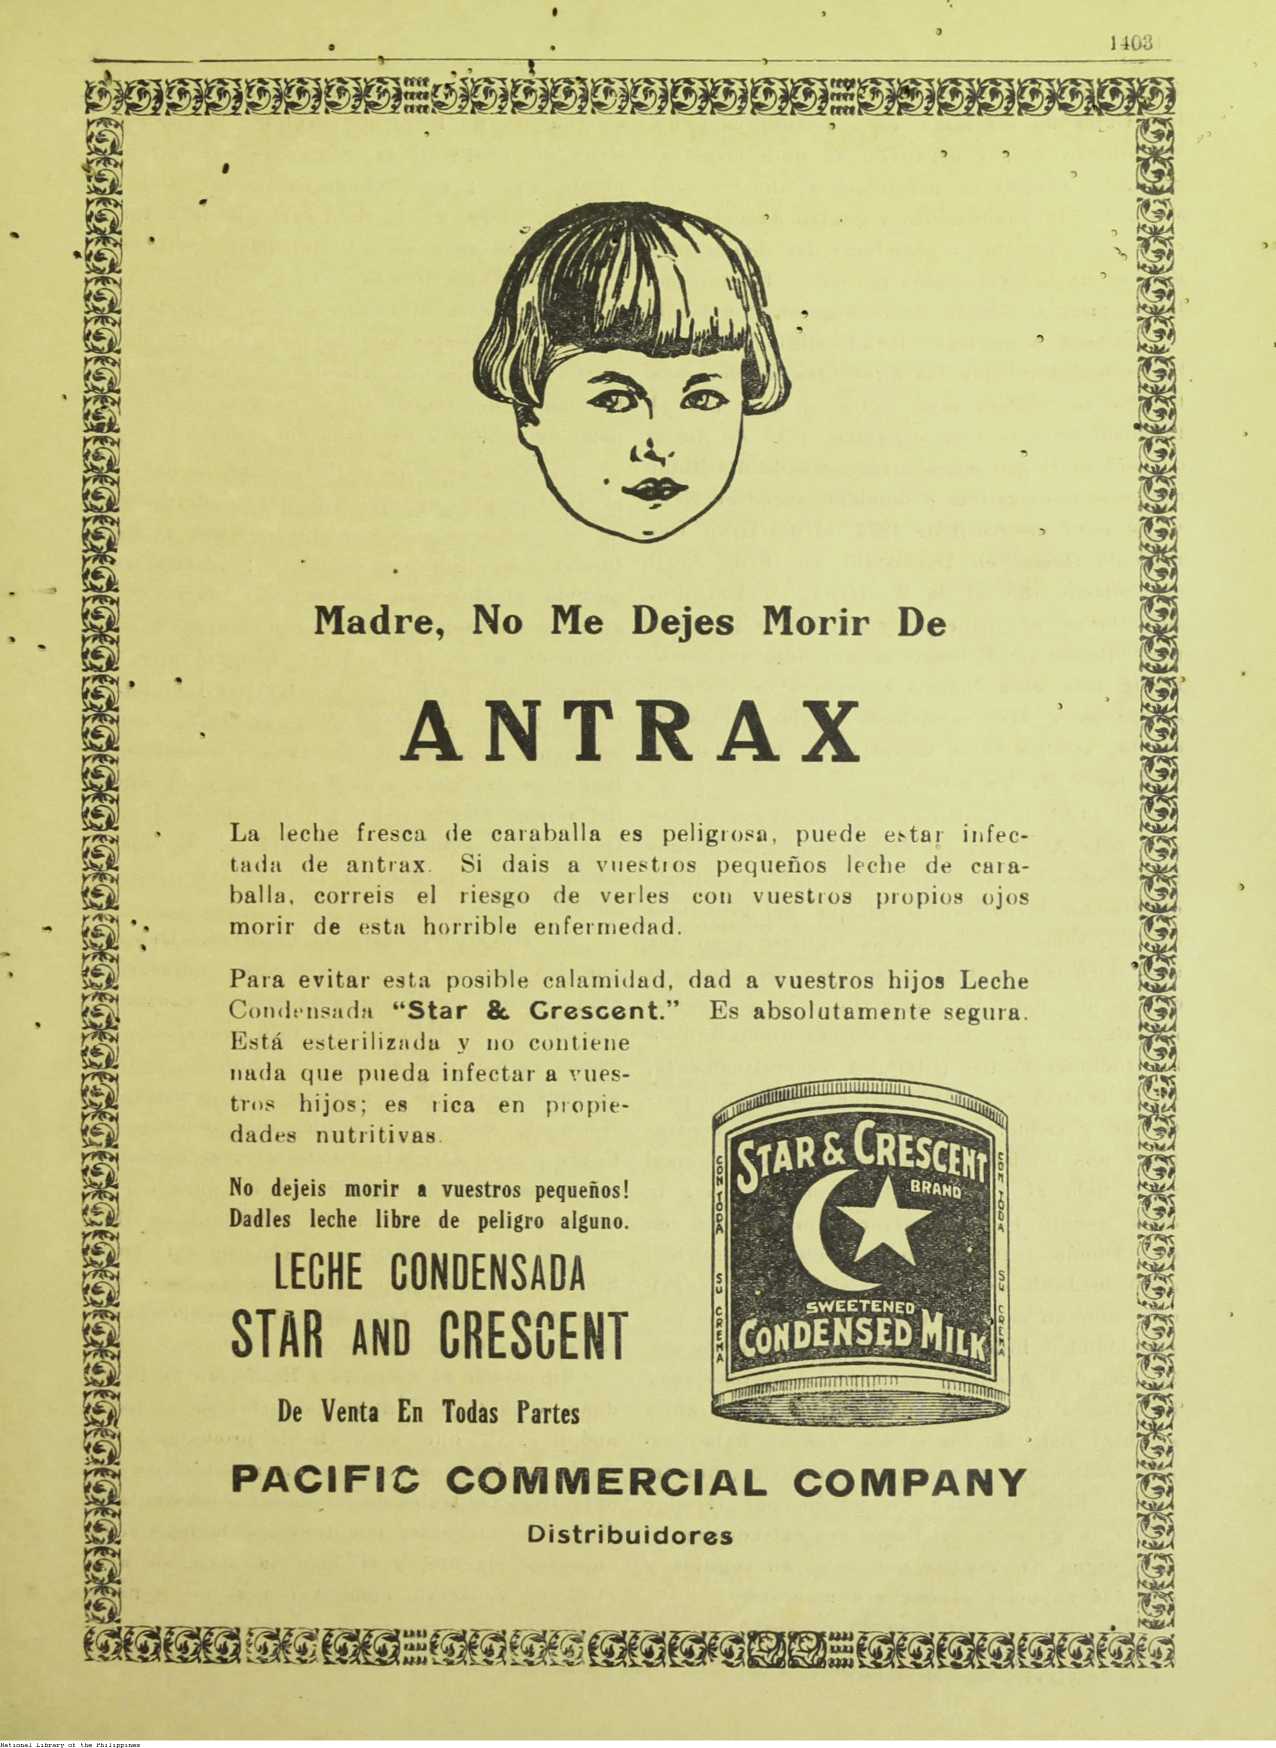 1403
Madre, No Me Dejes Morir De
ANTRAX
La leche fresca de caraballa es peligrosa, puede estar infec-
tada de antrax. Si dais a vuestros pequeños leche de cara-
balla, correis el riesgo de verles con vuestros propios ojos
morir de esta horrible enfermedad.
Para evitar esta posible calamidad, dad a vuestros hijos Leche
Condensada "Star & Crescent." Es absolutamente segura.
Está esterilizada y no contiene
nada que pueda infectar a vues-
tros hijos; es rica en propie-
dades nutritivas.
No dejeis morir a vuestros pequeños!
Dadles leche libre de peligro alguno.
LECHE CONDENSADA
STAR AND CRESCENT
De Venta En Todas Partes
STAR & CRESCENT
BRAND
SWEETENED
CONDENSED MILK
CON TODA SU CREMA
CON TODA SU CREMA
PACIFIC COMMERCIAL COMPANY
Distribuidores
National Library of the Philippines